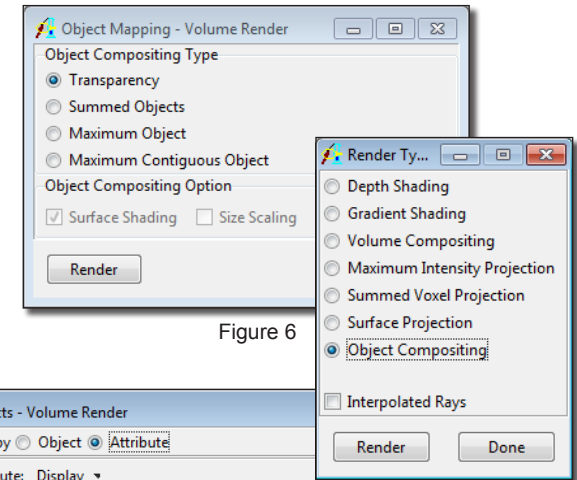 Object Mapping - Volume Render
Object Compositing Type
Transparency
Summed Objects
Maximum Object
Maximum Contiguous Object
Object Compositing Option
Surface Shading Size Scaling
Render
Figure 6
Render Ty...
Depth Shading
Gradient Shading
Volume Compositing
Maximum Intensity Projection
Summed Voxel Projection
Surface Projection
Object Compositing
Interpolated Rays
Render Done
- Volume Render
Object Attribute
Display